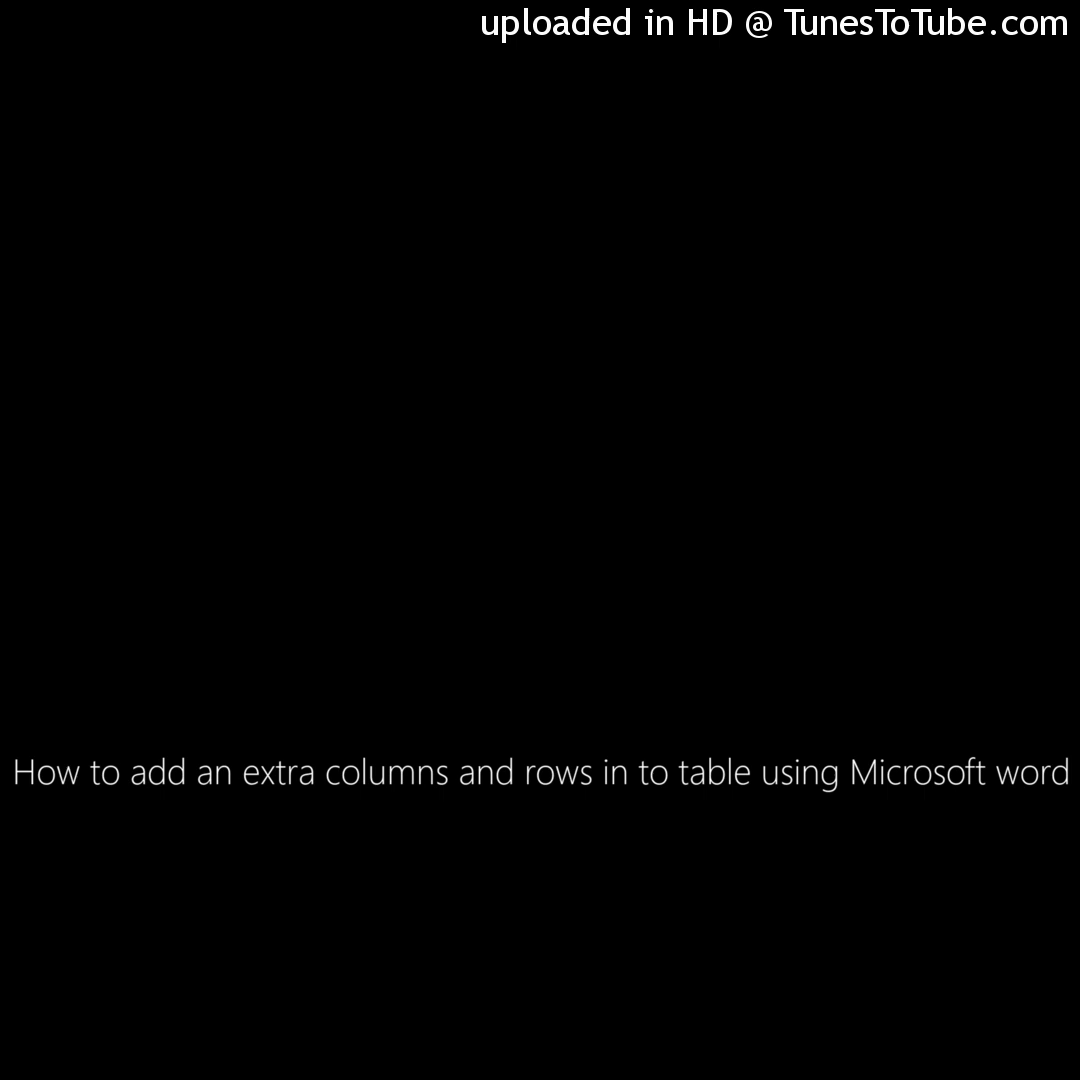 uploaded in HD @ TunesToTube.com
How to add an extra columns and rows in to table using Microsoft word